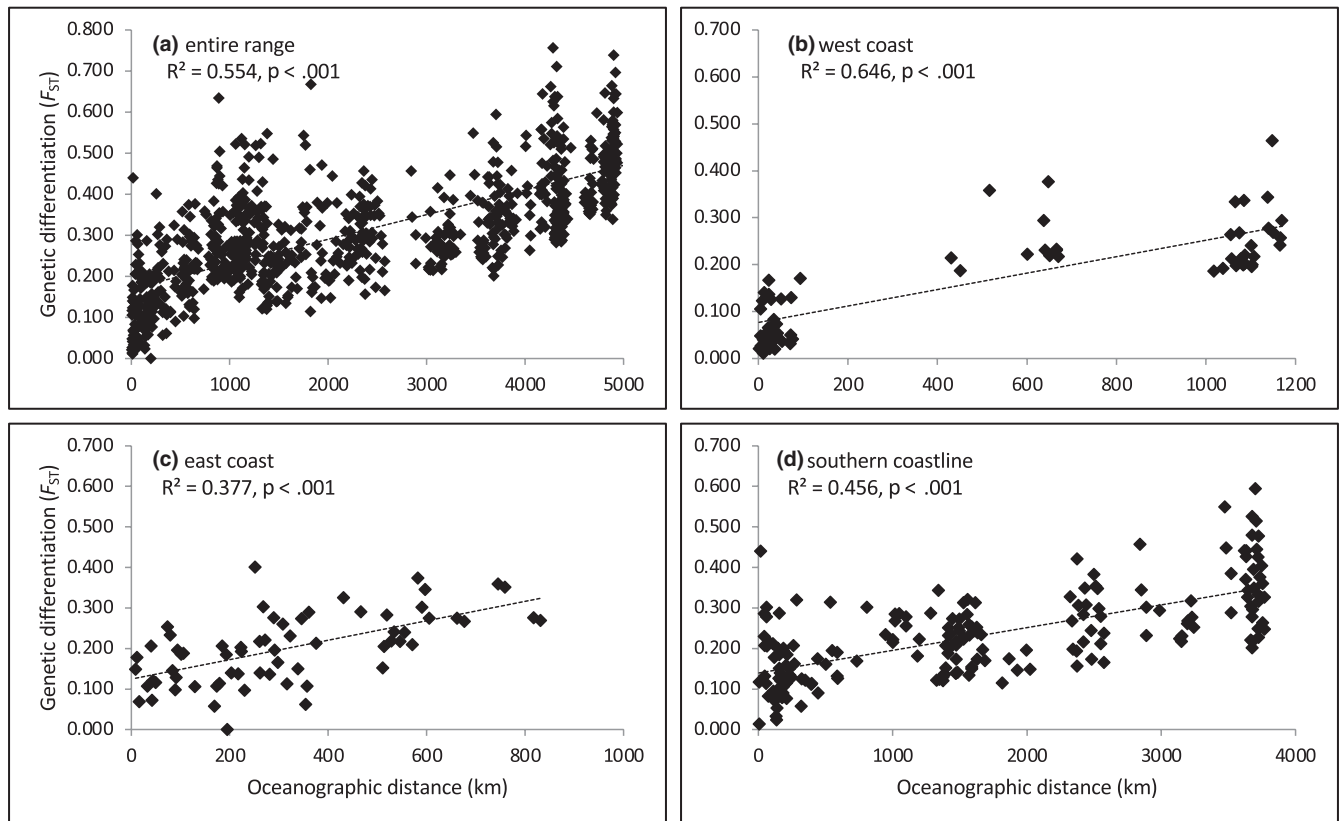 (a) entire range
R² = 0.554, p < .001
Genetic differentiation (FST)
0.800
0.700
0.600
0.500
0.400
0.300
0.200
0.100
0.000
0 1000 2000 3000 4000 5000
(b) west coast
R² = 0.646, p < .001
0.700
0.600
0.500
0.400
0.300
0.200
0.100
0.000
0 200 400 600 800 1000 1200
(c) east coast
R² = 0.377, p < .001
Genetic differentiation (FST)
0.700
0.600
0.500
0.400
0.300
0.200
0.100
0.000
0 200 400 600 800 1000
Oceanographic distance (km)
(d) southern coastline
R² = 0.456, p < .001
0.700
0.600
0.500
0.400
0.300
0.200
0.100
0.000
0 1000 2000 3000 4000
Oceanographic distance (km)